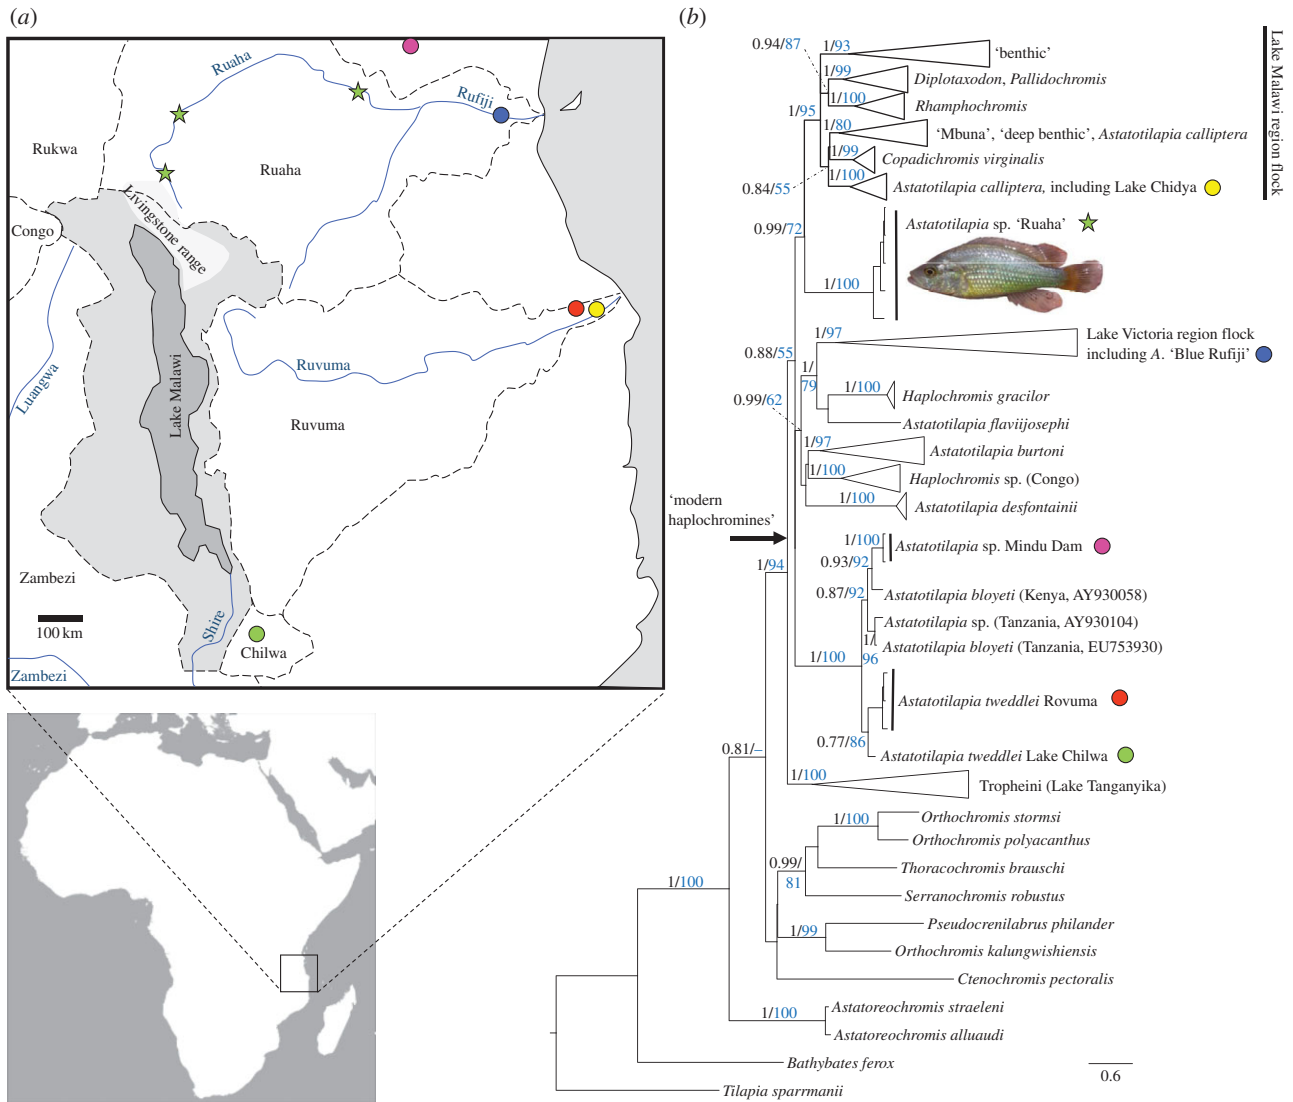 (a)
Ruaha
Rufiji
Rukwa
Ruaha
Livingstone range
Congo
Luangwa
Lake Malawi
Ruvuma
Ruvuma
Zambezi
100 km
Shire
Chilwa
Zambezi
(b)
0.94/87
1/93
‘benthic’
1/99
Diplotaxodon, Pallidochromis
1/100
Rhamphochromis
1/95
1/80
‘Mbuna’, ‘deep benthic’, Astatotilapia calliptera
1/99
Copadichromis virginalis
1/100
0.84/55
Astatotilapia calliptera, including Lake Chidya
Lake Malawi region flock
0.99/72
Astatotilapia sp. ‘Ruaha’
1/100
1/97
Lake Victoria region flock
including A. ‘Blue Rufiji’
0.88/55
1/
79
1/100
Haplochromis gracilor
0.99/62
Astatotilapia flaviijosephi
1/97
Astatotilapia burtoni
1/100
Haplochromis sp. (Congo)
1/100
Astatotilapia desfontainii
‘modern
haplochromines’
1/100
Astatotilapia sp. Mindu Dam
0.93/92
1/94
0.87/92
Astatotilapia bloyeti (Kenya, AY930058)
Astatotilapia sp. (Tanzania, AY930104)
1/
96
Astatotilapia bloyeti (Tanzania, EU753930)
1/100
Astatotilapia tweddlei Rovuma
0.77/86
Astatotilapia tweddlei Lake Chilwa
0.81/–
1/100
Tropheini (Lake Tanganyika)
1/100
Orthochromis stormsi
Orthochromis polyacanthus
0.99/
81
Thoracochromis brauschi
1/100
Serranochromis robustus
Pseudocrenilabrus philander
1/99
Orthochromis kalungwishiensis
Ctenochromis pectoralis
1/100
Astatoreochromis straeleni
Astatoreochromis alluaudi
Bathybates ferox
0.6
Tilapia sparrmanii